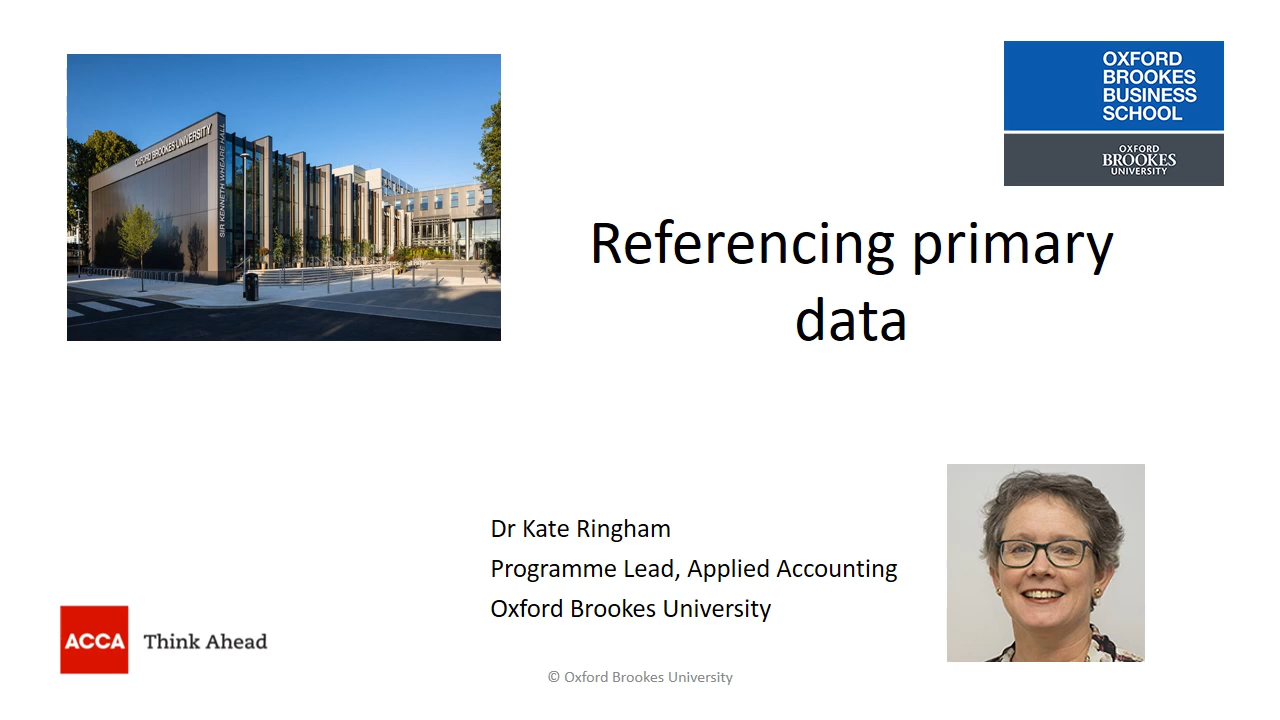 OXFORD BROOKES UNIVERSITY
SIR KENNETH WHEARE HALL
OXFORD
BROOKES
BUSINESS
SCHOOL
OXFORD
BROOKES
UNIVERSITY
Referencing primary
data
Dr Kate Ringham
Programme Lead, Applied Accounting
Oxford Brookes University
ACCA Think Ahead
© Oxford Brookes University